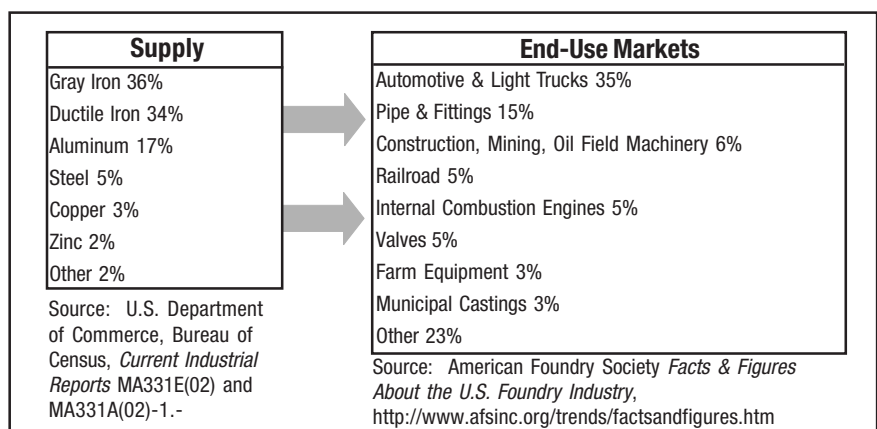 Supply
Gray Iron 36%
Ductile Iron 34%
Aluminum 17%
Steel 5%
Copper 3%
Zinc 2%
Other 2%
Source: U.S. Department
of Commerce, Bureau of
Census, Current Industrial
Reports MA331E(02) and
MA331A(02)-1.-
End-Use Markets
Automotive & Light Trucks 35%
Pipe & Fittings 15%
Construction, Mining, Oil Field Machinery 6%
Railroad 5%
Internal Combustion Engines 5%
Valves 5%
Farm Equipment 3%
Municipal Castings 3%
Other 23%
Source: American Foundry Society Facts & Figures
About the U.S. Foundry Industry,
http://www.afsinc.org/trends/factsandfigures.htm